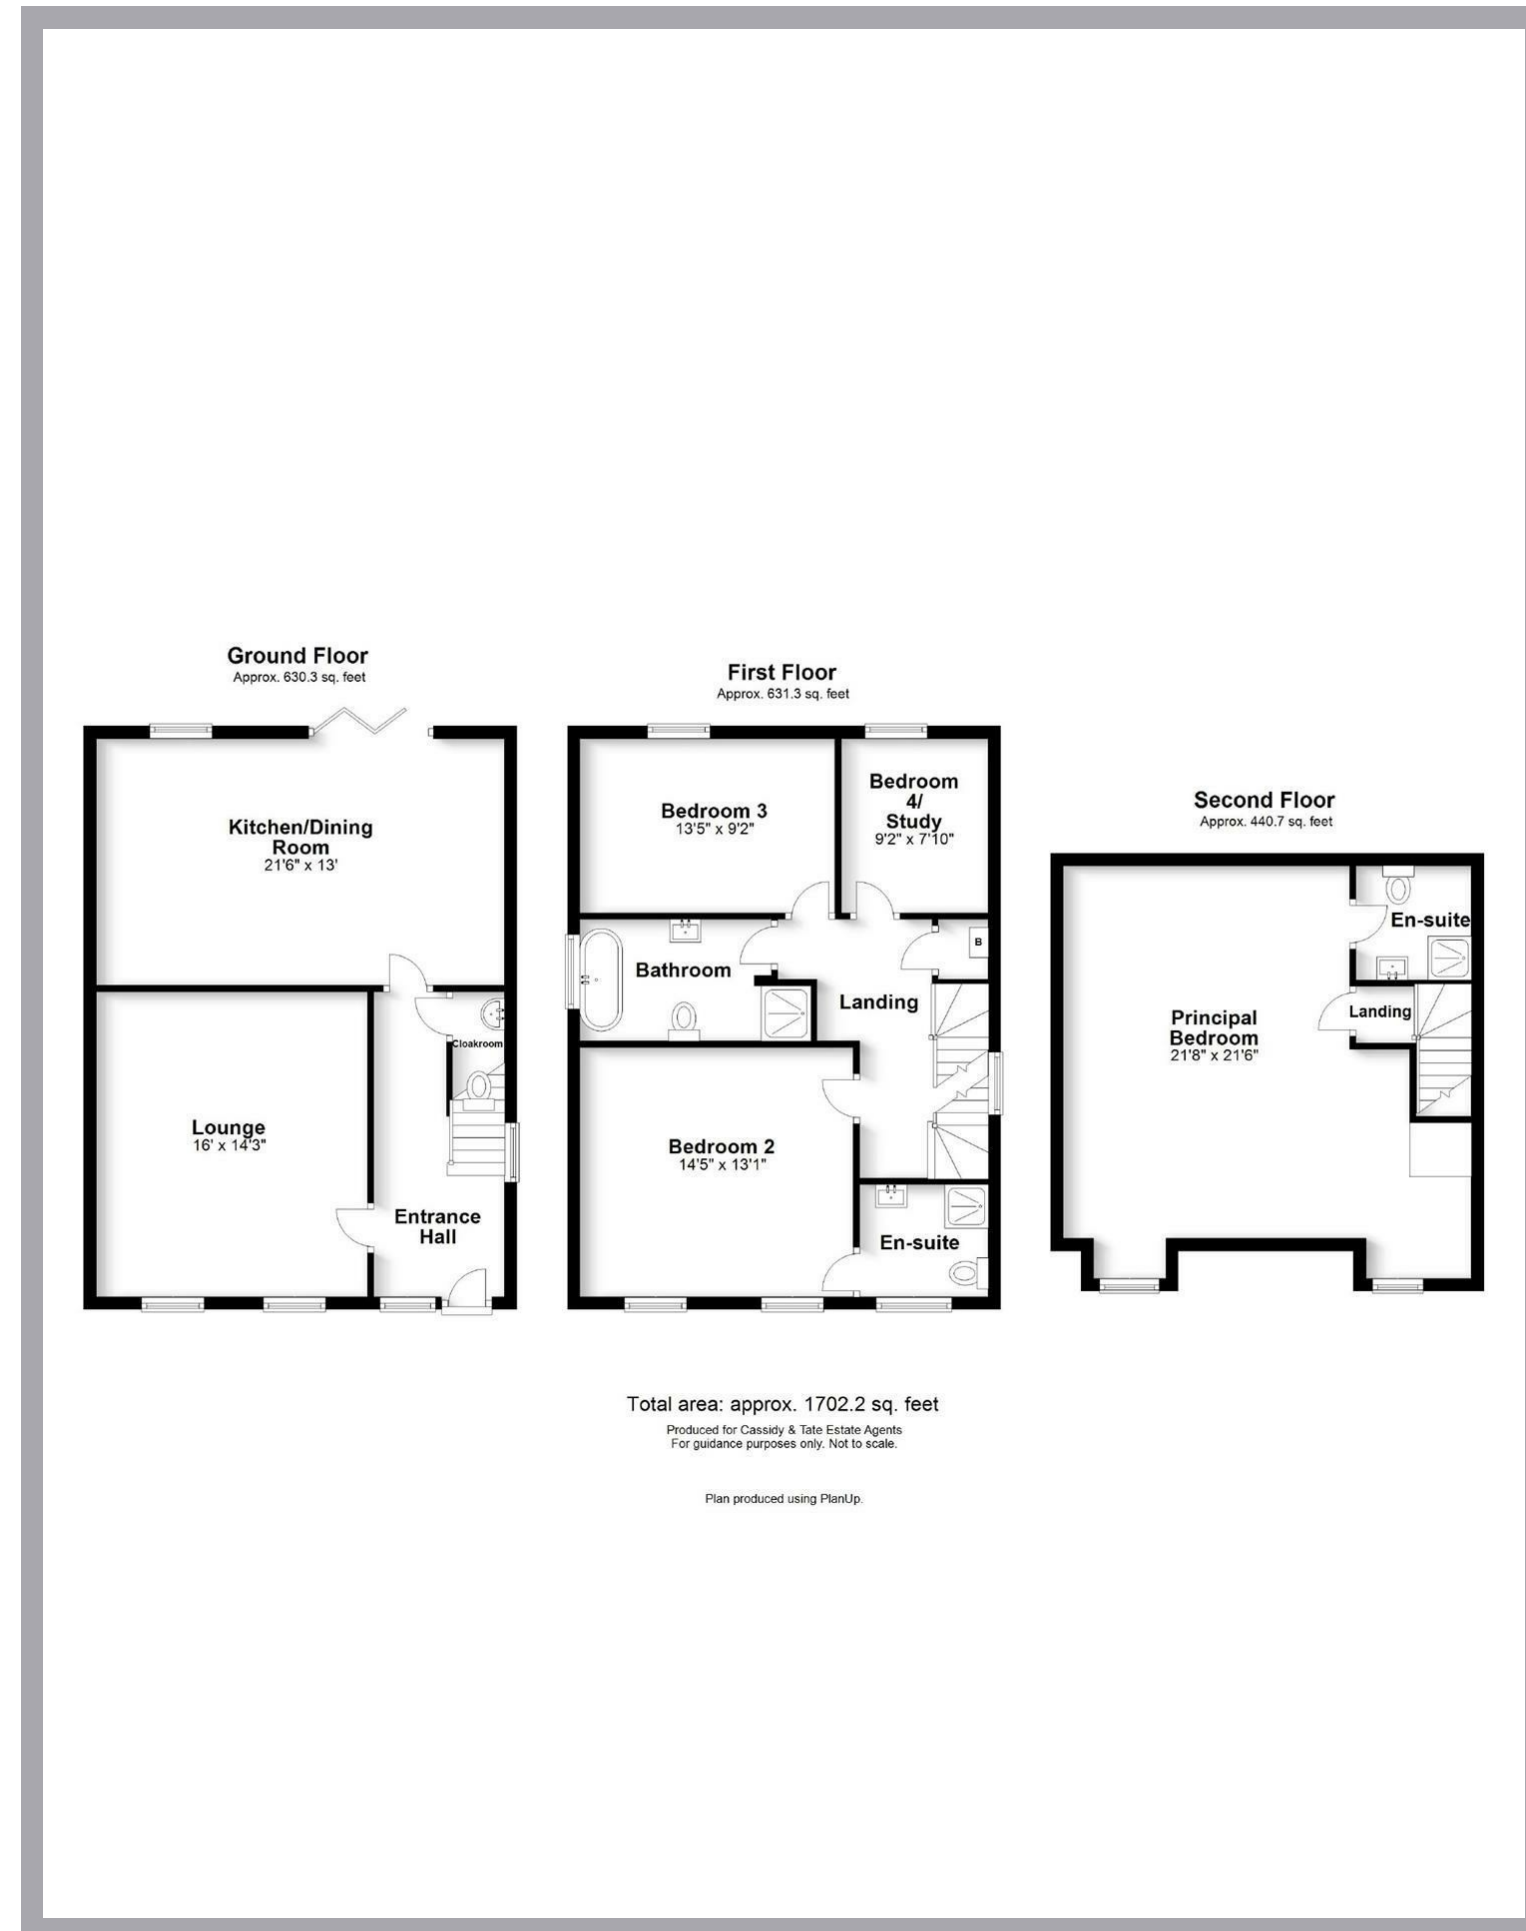 Ground Floor
Approx. 630.3 sq. feet
Kitchen/Dining
Room
21'6" x 13'
Cloakroom
Lounge
16' x 14'3"
Entrance
Hall
First Floor
Approx. 631.3 sq. feet
Bedroom 3
13'5" x 9'2"
Bedroom
4/
Study
9'2" x 7'10"
B
Bathroom
Landing
Bedroom 2
14'5" x 13'1"
En-suite
Second Floor
Approx. 440.7 sq. feet
En-suite
Landing
Principal
Bedroom
21'8" x 21'6"
Total area: approx. 1702.2 sq. feet
Produced for Cassidy & Tate Estate Agents
For guidance purposes only. Not to scale.
Plan produced using PlanUp.